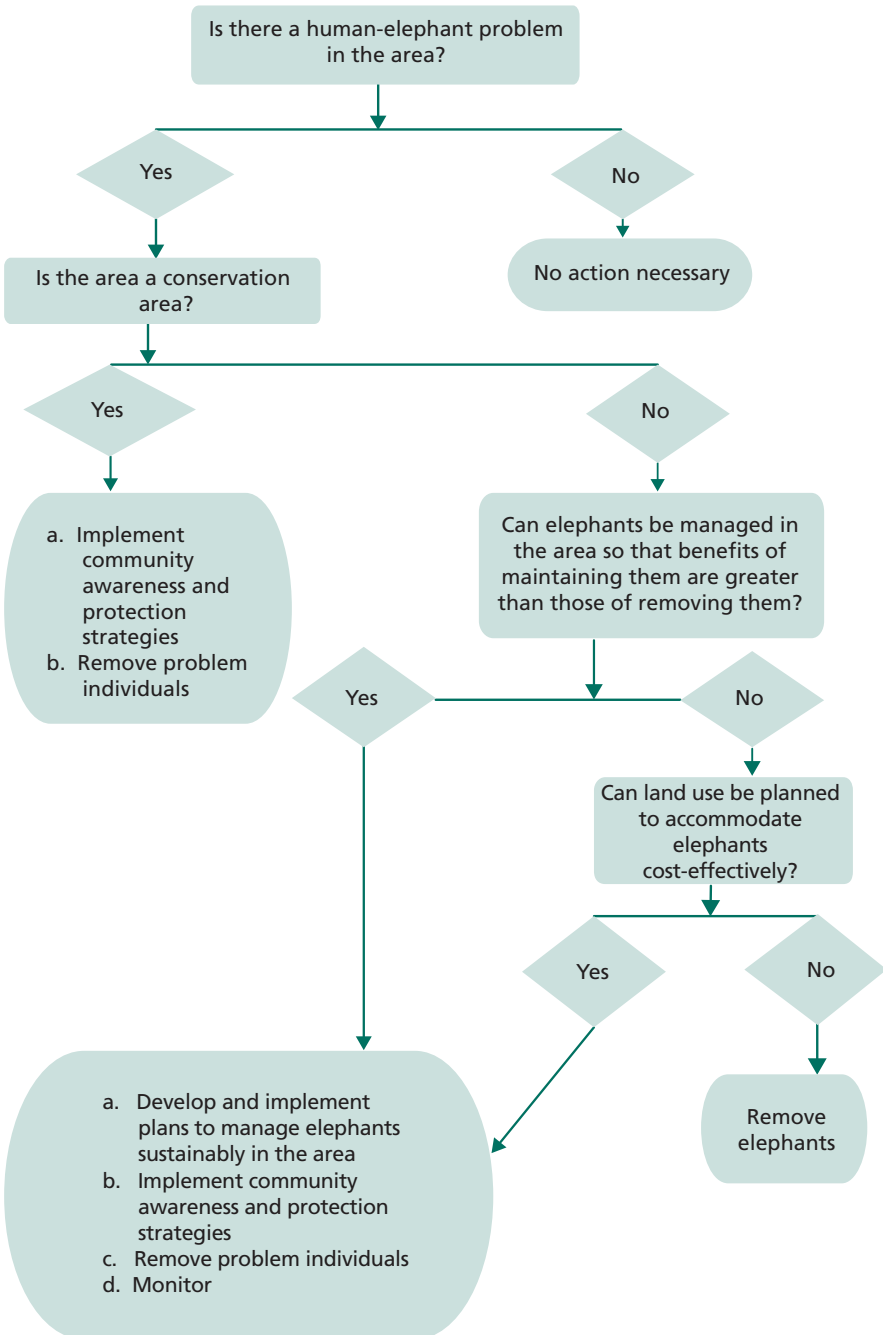 Is there a human-elephant problem
in the area?
Yes
No
Is the area a conservation
area?
No action necessary
Yes
No
a. Implement
community
awareness and
protection
strategies
b. Remove problem
individuals
Can elephants be managed in
the area so that benefits of
maintaining them are greater
than those of removing them?
Yes
No
Can land use be planned
to accommodate
elephants
cost-effectively?
Yes
No
a. Develop and implement
plans to manage elephants
sustainably in the area
b. Implement community
awareness and protection
strategies
c. Remove problem individuals
d. Monitor
Remove
elephants